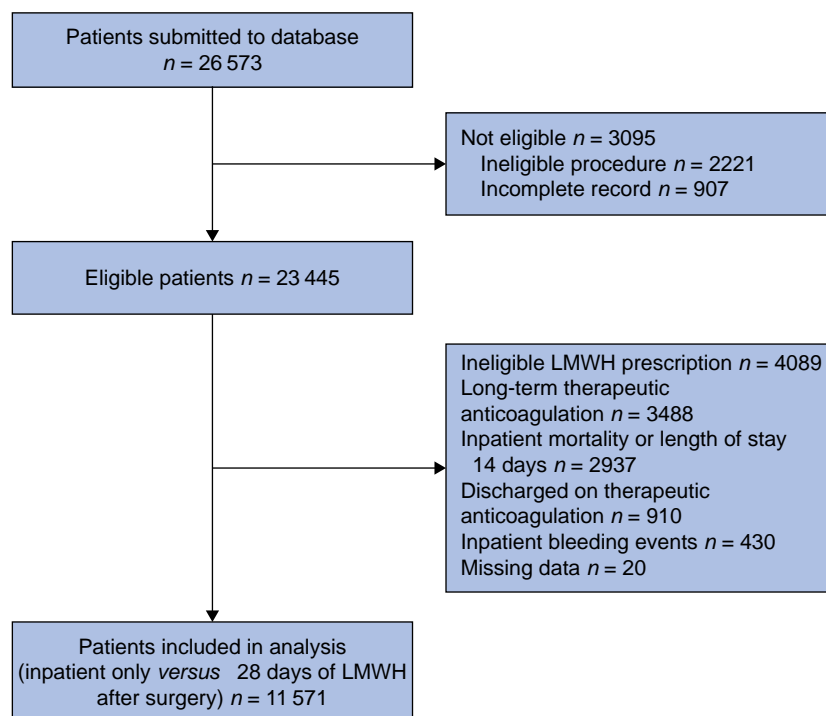 Patients submitted to database
n = 26 573
Not eligible n = 3095
Ineligible procedure n = 2221
Incomplete record n = 907
Eligible patients n = 23 445
Ineligible LMWH prescription n = 4089
Long-term therapeutic
anticoagulation n = 3488
Inpatient mortality or length of stay
14 days n = 2937
Discharged on therapeutic
anticoagulation n = 910
Inpatient bleeding events n = 430
Missing data n = 20
Patients included in analysis
(inpatient only versus 28 days of LMWH
after surgery) n = 11 571